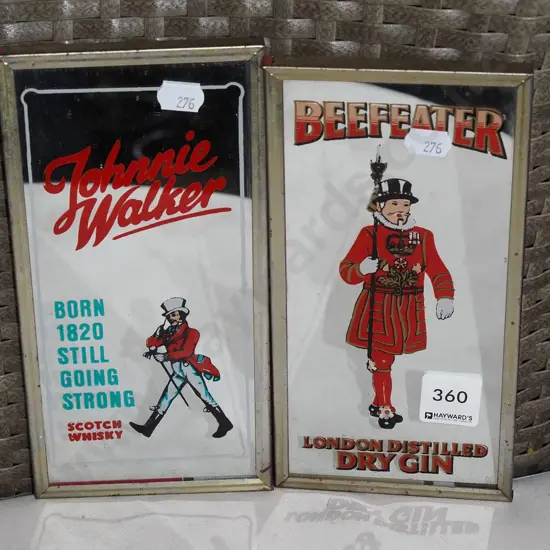 276
Johnnie
Walker
BORN
1820
STILL
GOING
STRONG
SCOTCH
WHISKY
BEEFEATER
276
360
HAYWARD'S
LONDON DISTILLED
DRY GIN